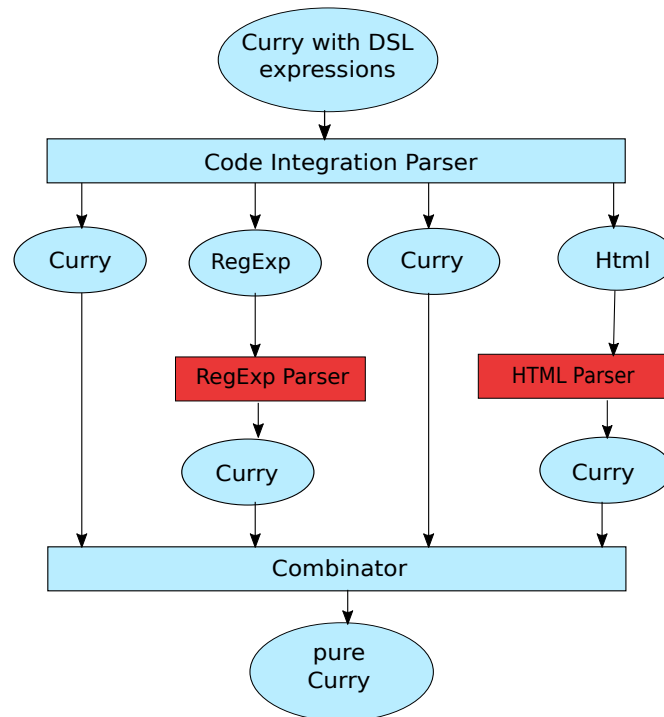 Curry with DSL
expressions
Code Integration Parser
Curry
RegExp
Curry
Html
RegExp Parser
HTML Parser
Curry
Curry
Combinator
pure
Curry